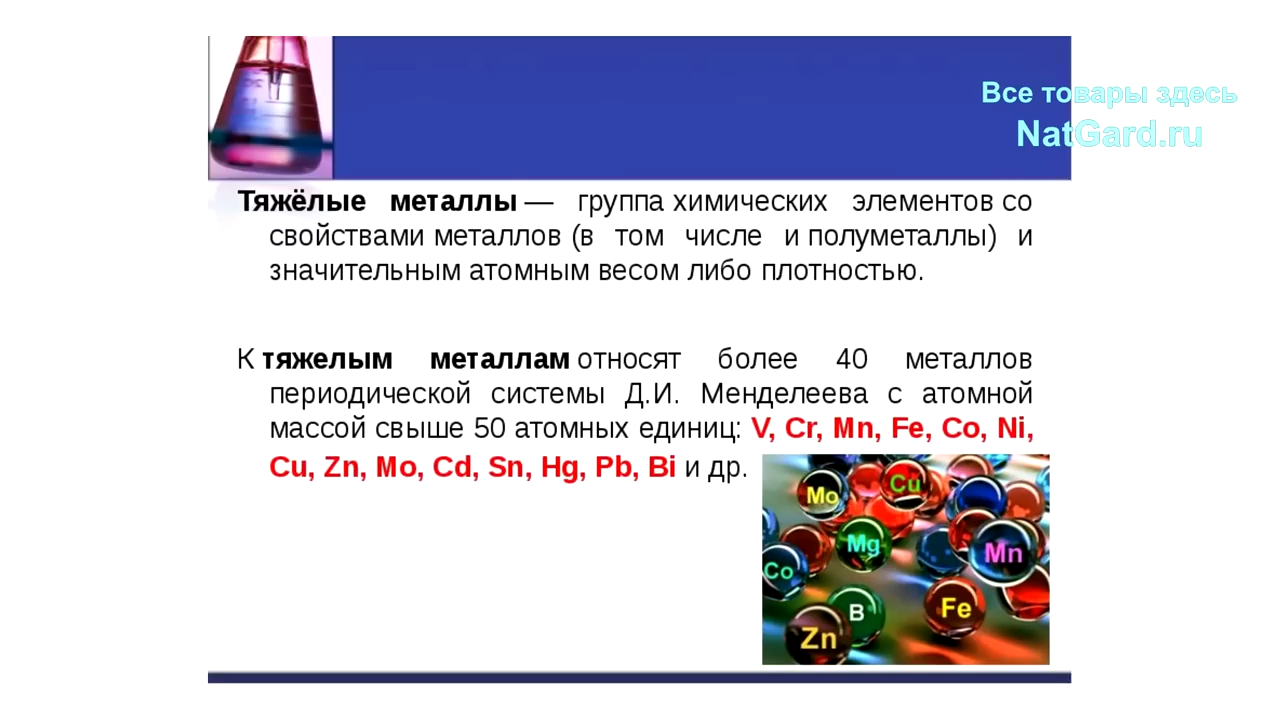 Все товары здесь
NatGard.ru
Тяжёлые металлы — группа химических элементов со
свойствами металлов (в том числе и полуметаллы) и
значительным атомным весом либо плотностью.
К тяжелым металлам относят более 40 металлов
периодической системы Д.И. Менделеева с атомной
массой свыше 50 атомных единиц: V, Cr, Mn, Fe, Co, Ni,
Cu, Zn, Mo, Cd, Sn, Hg, Pb, Bi и др.
Mo
Cu
Mg
Mn
Co
B
Fe
Zn